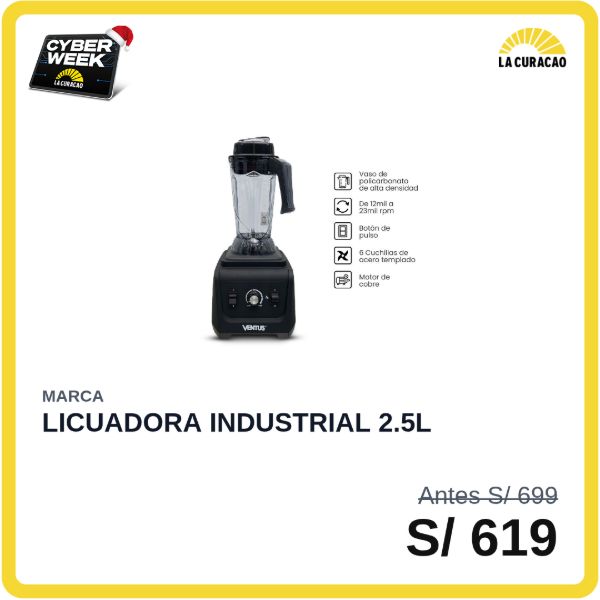 CYBER
WEEK
LA CURACAO
LA CURACAO
Vaso de
policarbonato
de alta densidad
De 12mil a
23mil rpm
Botón de
pulso
6 Cuchillas de
acero templado
Motor de
cobre
VENTUS
MARCA
LICUADORA INDUSTRIAL 2.5L
Antes S/ 699
S/ 619